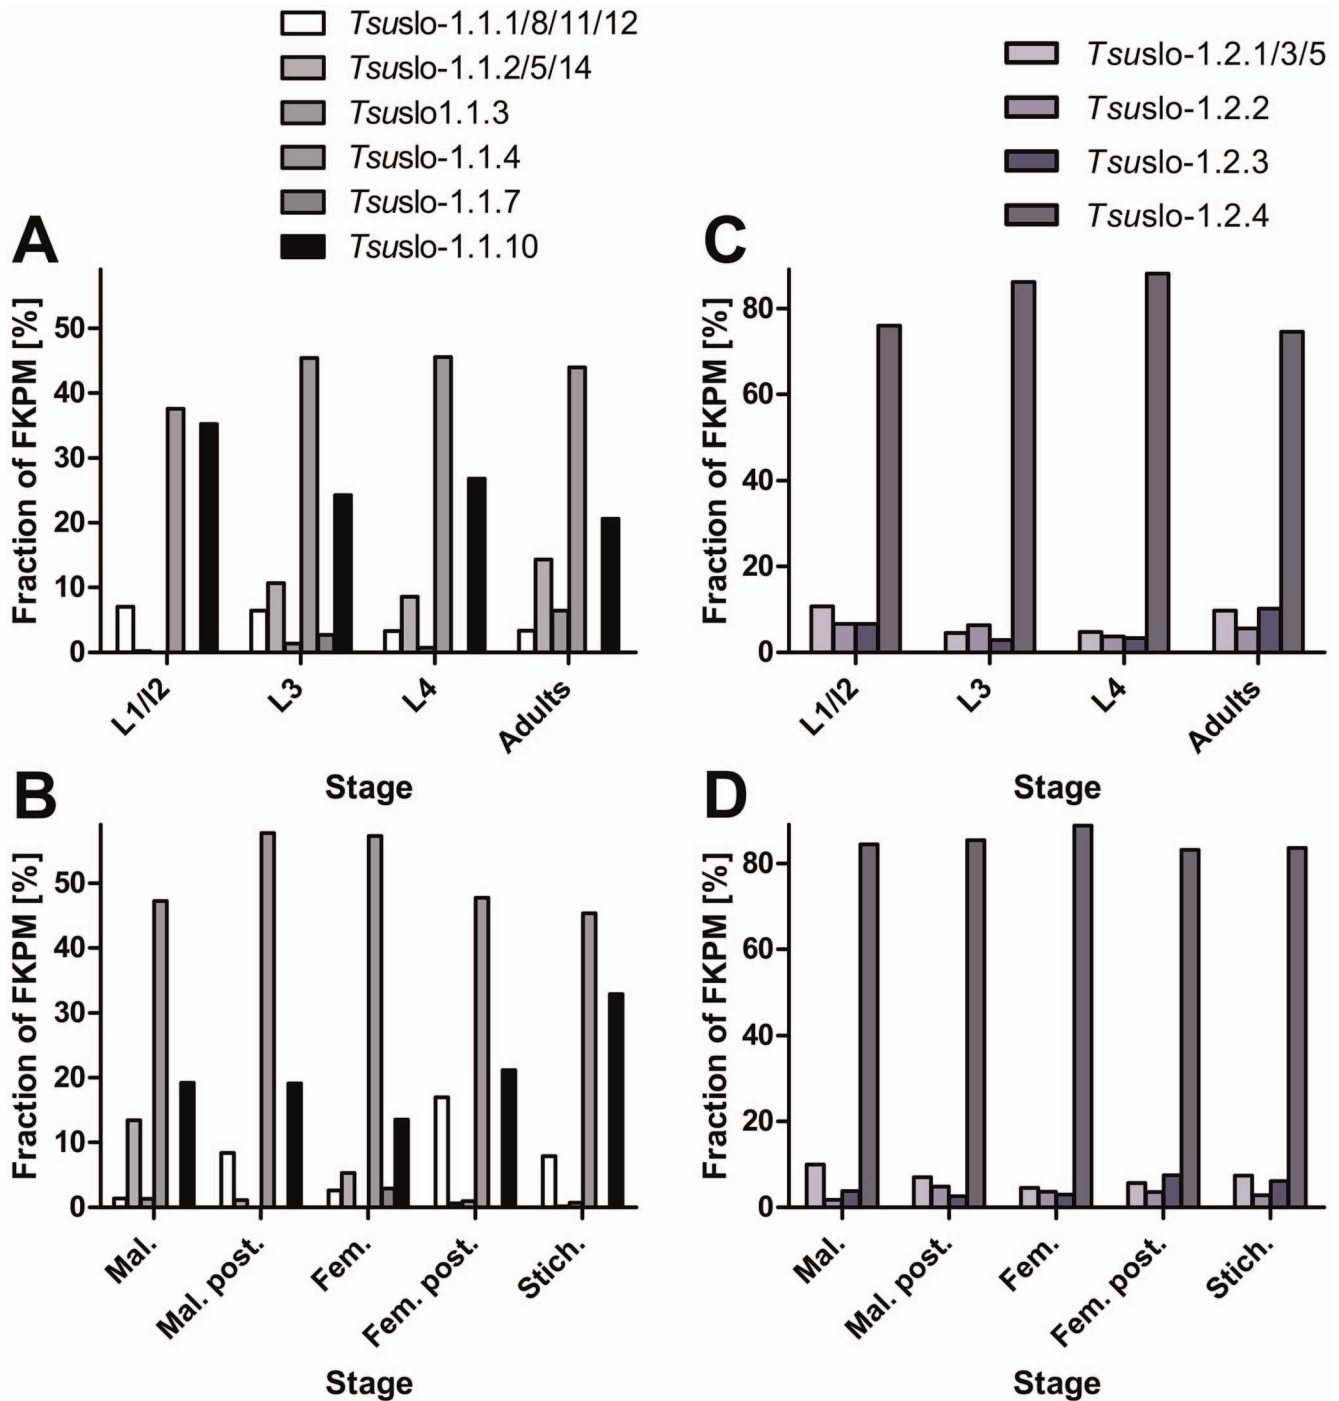 Tsuslo-1.1.1/8/11/12
Tsuslo-1.1.2/5/14
Tsuslo1.1.3
Tsuslo-1.1.4
Tsuslo-1.1.7
Tsuslo-1.1.10
Tsuslo-1.2.1/3/5
Tsuslo-1.2.2
Tsuslo-1.2.3
Tsuslo-1.2.4
A
Fraction of FKPM [%]
50
40
30
20
10
0
L1/l2
L3
L4
Adults
Stage
C
Fraction of FKPM [%]
80
60
40
20
0
L1/l2
L3
L4
Adults
Stage
B
Fraction of FKPM [%]
50
40
30
20
10
0
Mal.
Mal. post.
Fem.
Fem. post.
Stich.
Stage
D
Fraction of FKPM [%]
80
60
40
20
0
Mal.
Mal. post.
Fem.
Fem. post.
Stich.
Stage